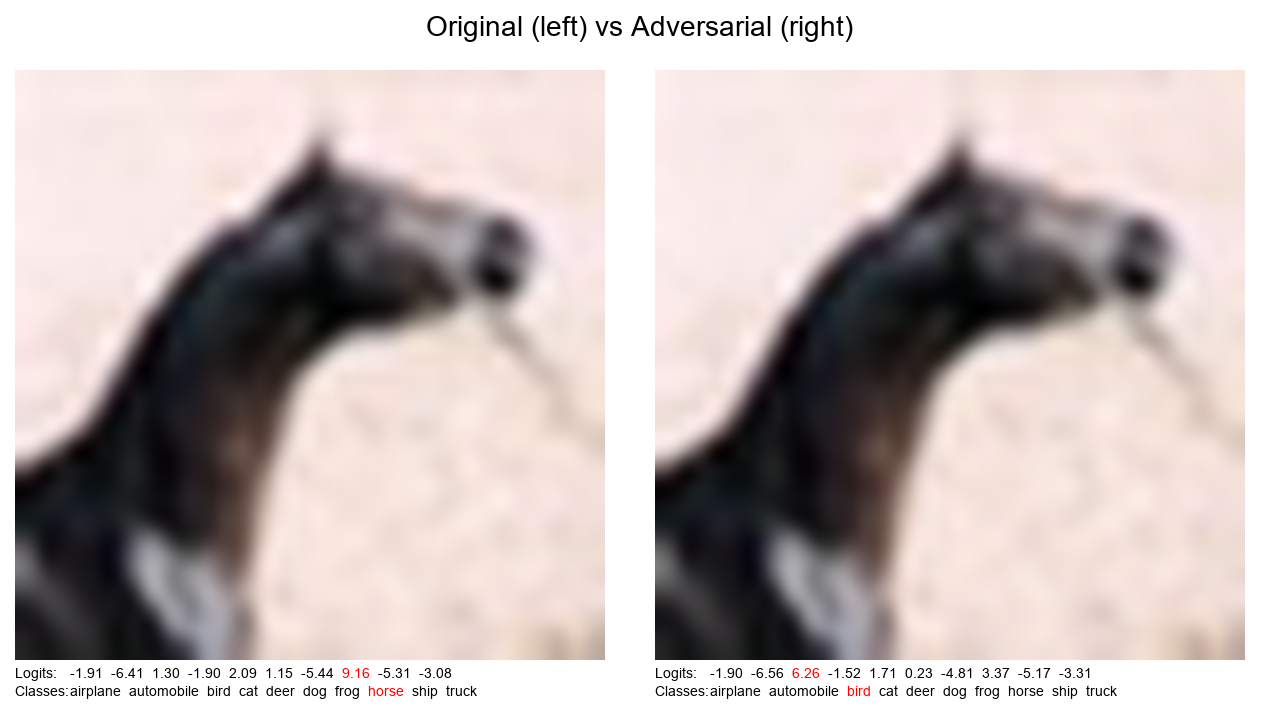 Original (left) vs Adversarial (right)
Logits: -1.91 -6.41 1.30 -1.90 2.09 1.15 -5.44 9.16 -5.31 -3.08
Classes: airplane automobile bird cat deer dog frog horse ship truck
Logits: -1.90 -6.56 6.26 -1.52 1.71 0.23 -4.81 3.37 -5.17 -3.31
Classes: airplane automobile bird cat deer dog frog horse ship truck